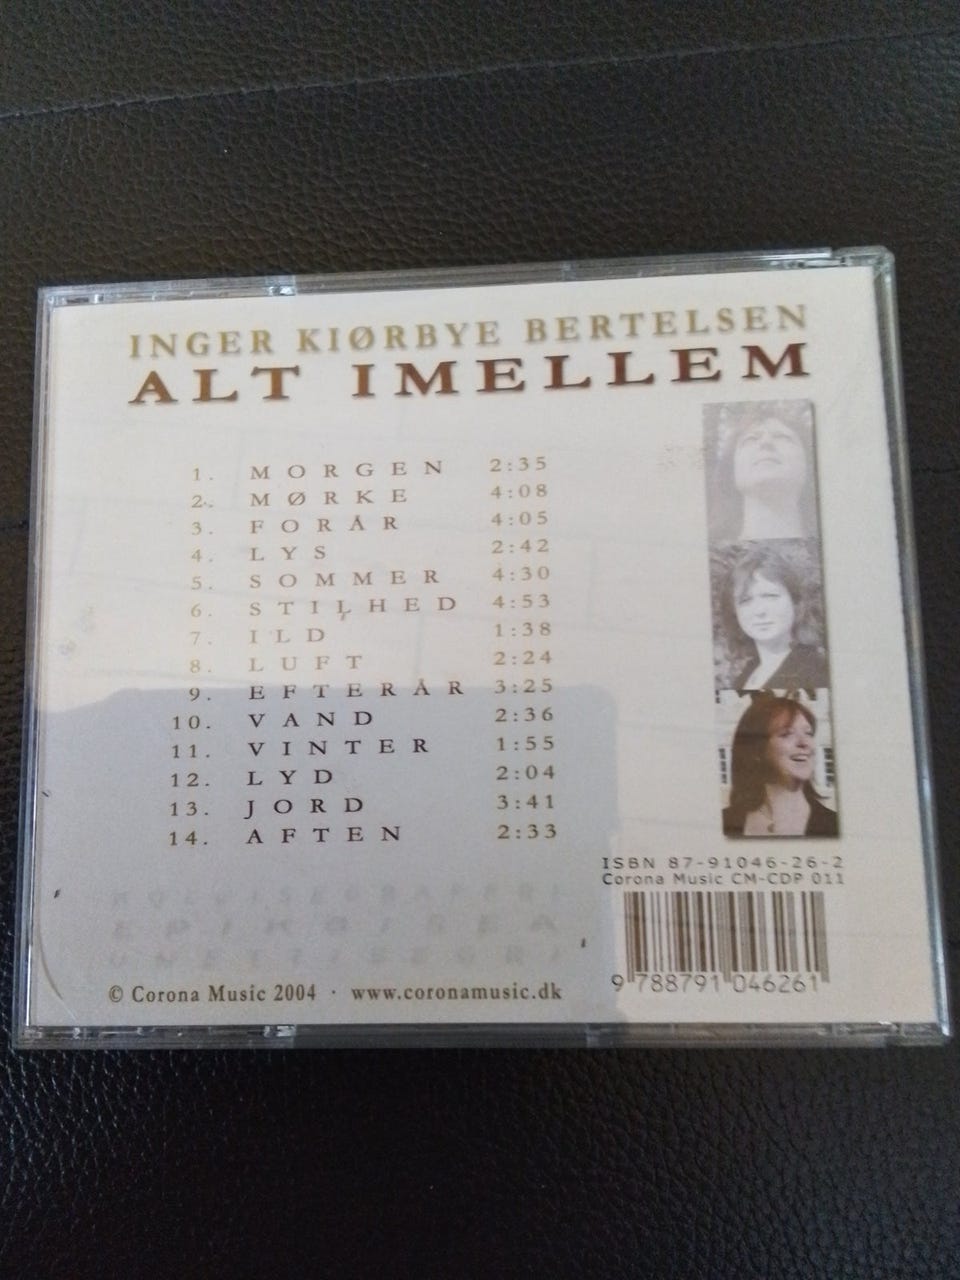 INGER KIØRBYE BERTELSEN
ALT IMELLEM
1. MORGEN 2:35
2. MØRKE 4:08
3. FORÅR 4:05
4. LYS 2:42
5. SOMMER 4:30
6. STILHED 4:53
7. ILD 1:38
8. LUFT 2:24
9. EFTERÅR 3:25
10. VAND 2:36
11. VINTER 1:55
12. LYD 2:04
13. JORD 3:41
14. AFTEN 2:33
ISBN 87-91046-26-2
Corona Music CM-CDP 011
9 788791 046261
© Corona Music 2004 · www.coronamusic.dk